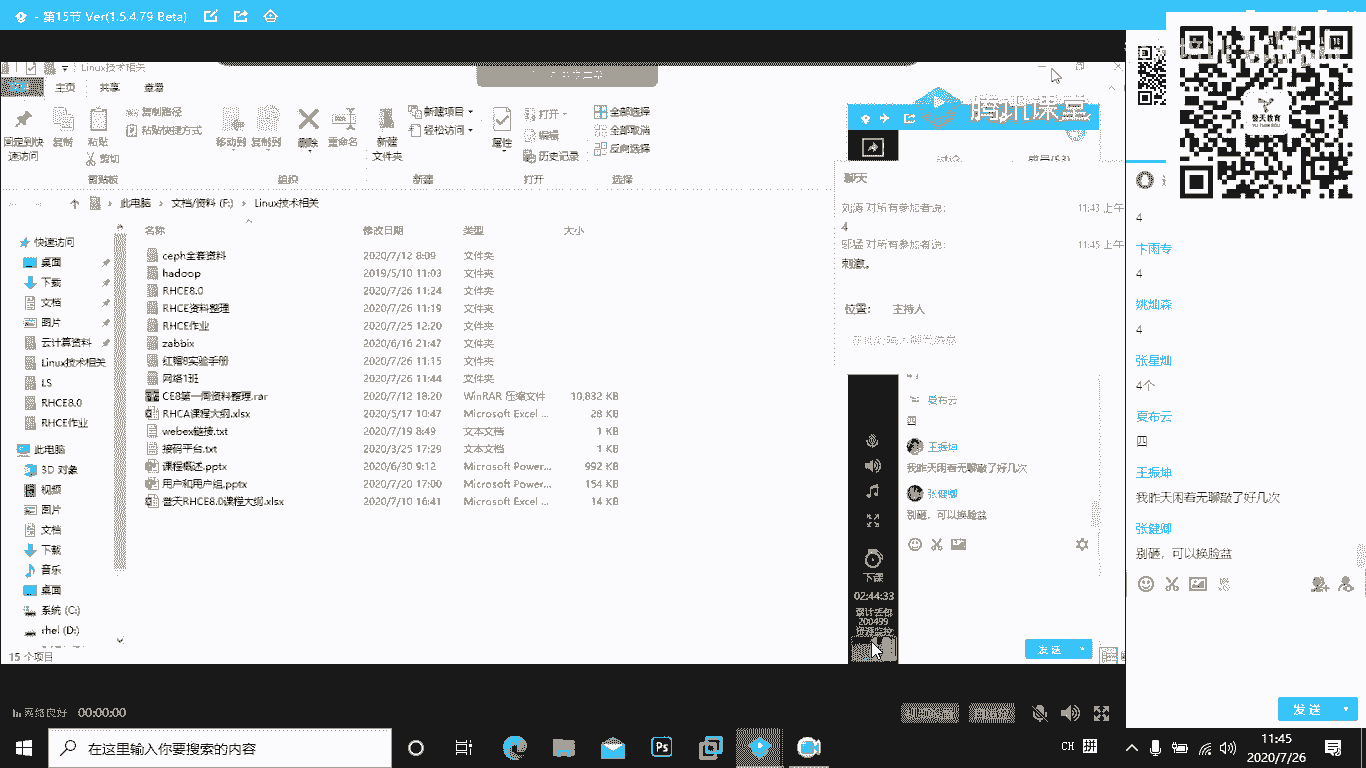 - 第15节 Ver(1.5.4.79 Beta)
Linux技术相关
主页 共享 查看
固定到快速访问
复制
粘贴
复制路径
粘贴快捷方式
剪切
移动到 复制到 删除 重命名
新建文件夹
新建项目
轻松访问
属性
打开
编辑
历史记录
全部选择
全部取消
反向选择
剪贴板 组织 新建 打开 选择
此电脑 文档/资料 (F:) Linux技术相关
名称 修改日期 类型 大小
快速访问
桌面
下载
文档
图片
云计算资料
Linux技术相关
LS
RHCE8.0
RHCE作业
此电脑
3D 对象
视频
图片
文档
下载
音乐
桌面
系统 (C:)
rhel (D:)
15 个项目
ceph全套资料 2020/7/12 8:09 文件夹
hadoop 2019/5/10 11:03 文件夹
RHCE8.0 2020/7/26 11:24 文件夹
RHCE资料整理 2020/7/26 11:19 文件夹
RHCE作业 2020/7/25 12:20 文件夹
zabbix 2020/6/16 21:47 文件夹
红帽8实验手册 2020/7/26 11:15 文件夹
网络1班 2020/7/26 11:44 文件夹
CE8第一周资料整理.rar 2020/7/12 18:20 WinRAR 压缩文件 10,832 KB
RHCA课程大纲.xlsx 2020/5/17 10:47 Microsoft Excel ... 28 KB
webex链接.txt 2020/7/19 8:49 文本文档 1 KB
接码平台.txt 2020/3/25 17:29 文本文档 1 KB
课程概述.pptx 2020/6/30 9:12 Microsoft Power... 992 KB
用户和用户组.pptx 2020/7/20 17:00 Microsoft Power... 154 KB
誉天RHCE8.0课程大纲.xlsx 2020/7/10 16:41 Microsoft Excel ... 14 KB
腾讯课堂
聊天
刘涛 对所有参加者说: 11:43 上午
4
对所有参加者说: 11:45 上午
刺激。
位置: 主持人
夏布云
四
王振坤
我昨天闲着无聊敲了好几次
张健卿
别砸，可以换脸盆
下课
02:44:33
累计丢包
200499
资源监控
发送
誉天教育
4
卞雨专
4
姚灿森
4
张星灿
4个
夏布云
四
王振坤
我昨天闲着无聊敲了好几次
张健卿
别砸，可以换脸盆
发送
网络良好 00:00:00
在这里输入你要搜索的内容
CH 拼
11:45
2020/7/26